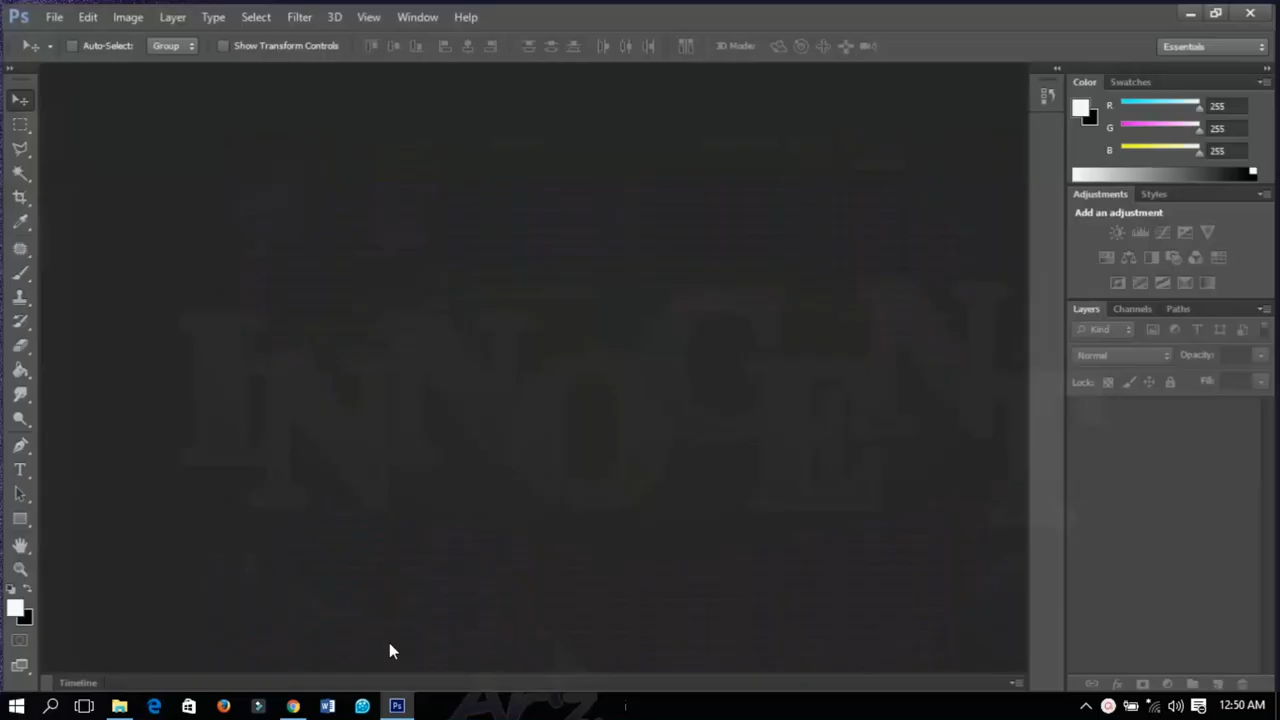 Ps File Edit Image Layer Type Select Filter 3D View Window Help
Auto-Select: Group Show Transform Controls 3D Mode: Essentials
Color Swatches
R 255
G 255
B 255
Adjustments Styles
Add an adjustment
Layers Channels Paths
Kind
Normal Opacity:
Lock: Fill:
INNOCEN
Timeline
Ps 12:50 AM